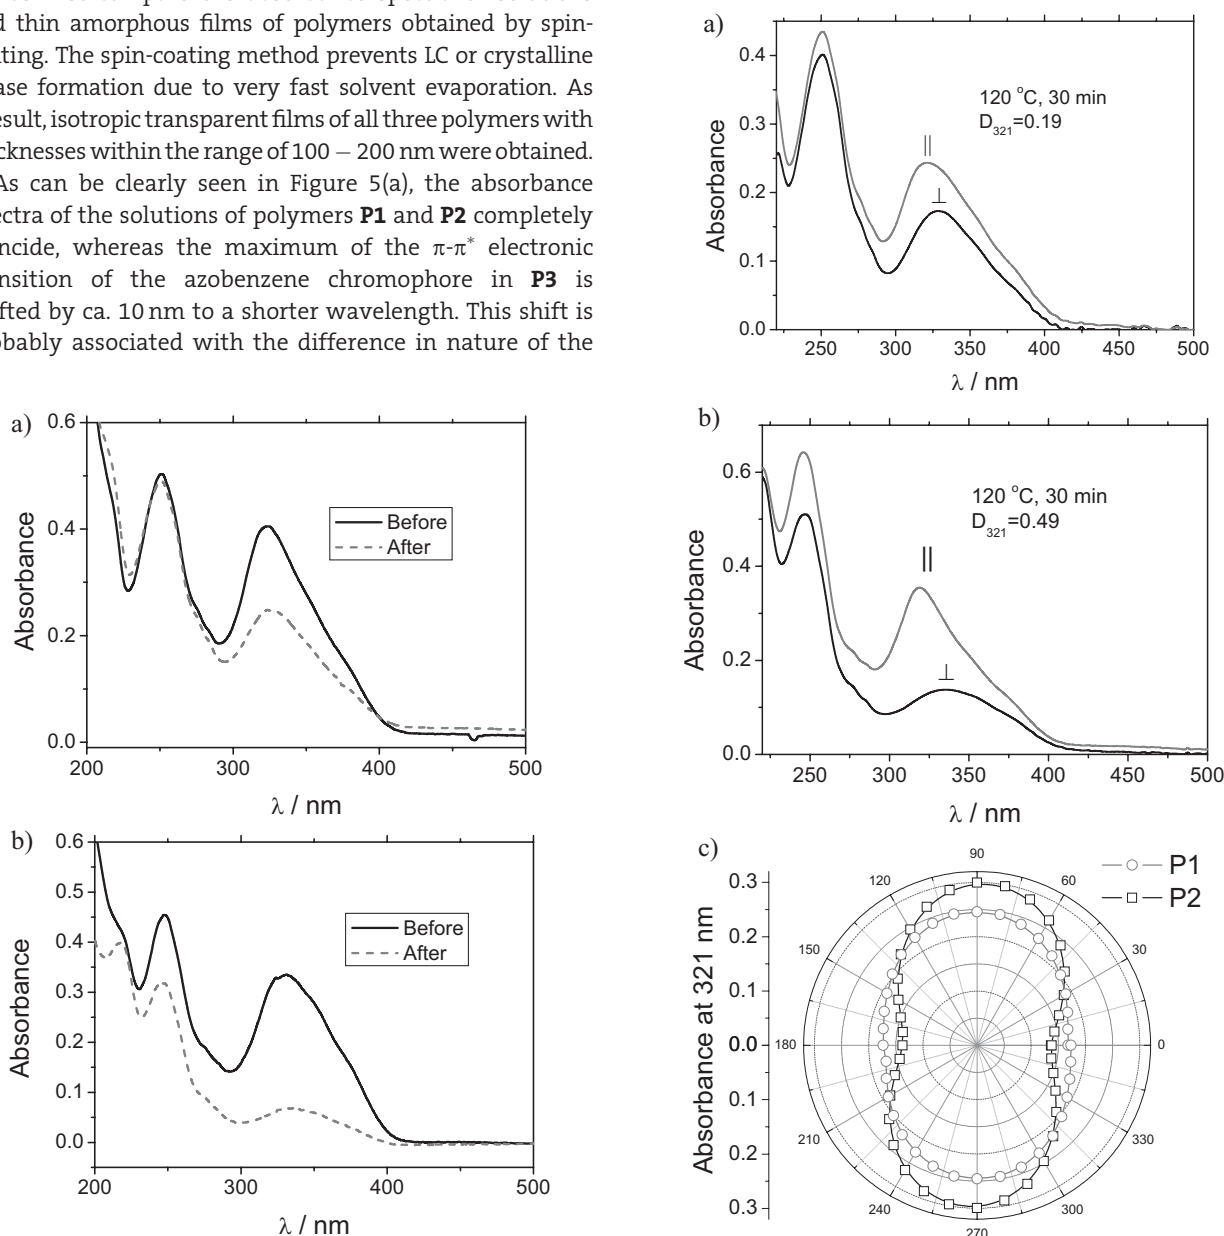 d thin amorphous films of polymers obtained by spin-
ting. The spin-coating method prevents LC or crystalline
ase formation due to very fast solvent evaporation. As
esult, isotropic transparent films of all three polymers with
cknesses within the range of 100 – 200 nm were obtained.
As can be clearly seen in Figure 5(a), the absorbance
ectra of the solutions of polymers P1 and P2 completely
incide, whereas the maximum of the π-π* electronic
nsition of the azobenzene chromophore in P3 is
fted by ca. 10 nm to a shorter wavelength. This shift is
obably associated with the difference in nature of the
a)
0.6
0.4
0.2
0.0
Absorbance
Before
After
200 300 400 500
λ / nm
b)
0.6
0.5
0.4
0.3
0.2
0.1
0.0
Absorbance
Before
After
200 300 400 500
λ / nm
a)
0.4
0.3
0.2
0.1
0.0
Absorbance
120 °C, 30 min
D321=0.19
||
⊥
250 300 350 400 450 500
λ / nm
b)
0.6
0.4
0.2
0.0
Absorbance
120 °C, 30 min
D321=0.49
||
⊥
250 300 350 400 450 500
λ / nm
c)
0.3
0.2
0.1
0.0
0.1
0.2
0.3
Absorbance at 321 nm
90
120 60
150 30
180 0
210 330
240 300
270
P1
P2